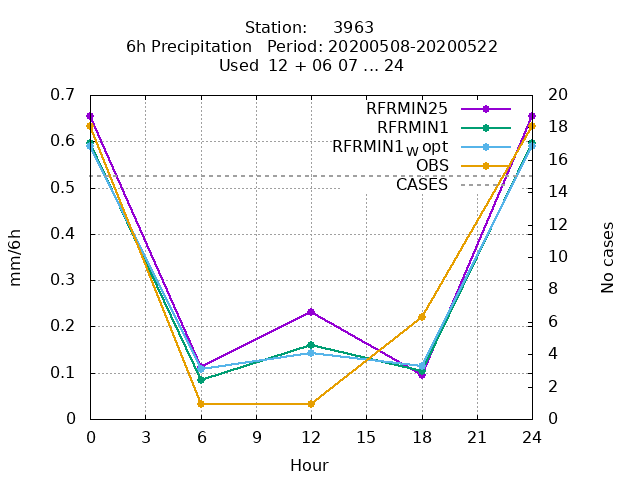 Station: 3963
6h Precipitation Period: 20200508-20200522
Used 12 + 06 07 ... 24
0.7
0.6
0.5
0.4
0.3
0.2
0.1
0
20
18
16
14
12
10
8
6
4
2
0
RFRMIN25
RFRMIN1
RFRMIN1w opt
OBS
CASES
mm/6h
No cases
0 3 6 9 12 15 18 21 24
Hour